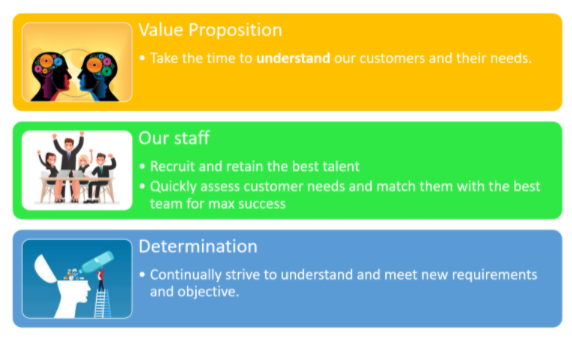 Value Proposition
• Take the time to understand our customers and their needs.
Our staff
• Recruit and retain the best talent
• Quickly assess customer needs and match them with the best
team for max success
Determination
• Continually strive to understand and meet new requirements
and objective.